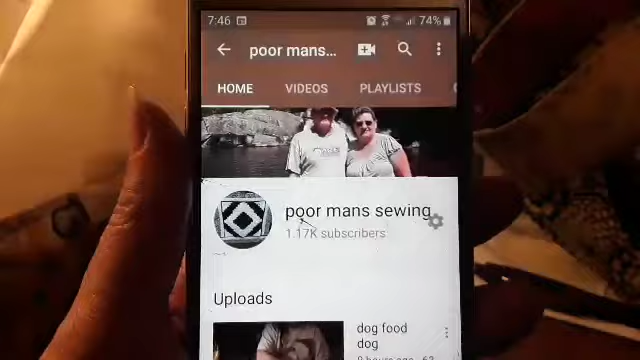 7:46 74%
poor mans...
HOME VIDEOS PLAYLISTS
poor mans sewing
1.17K subscribers
Uploads
dog food
dog